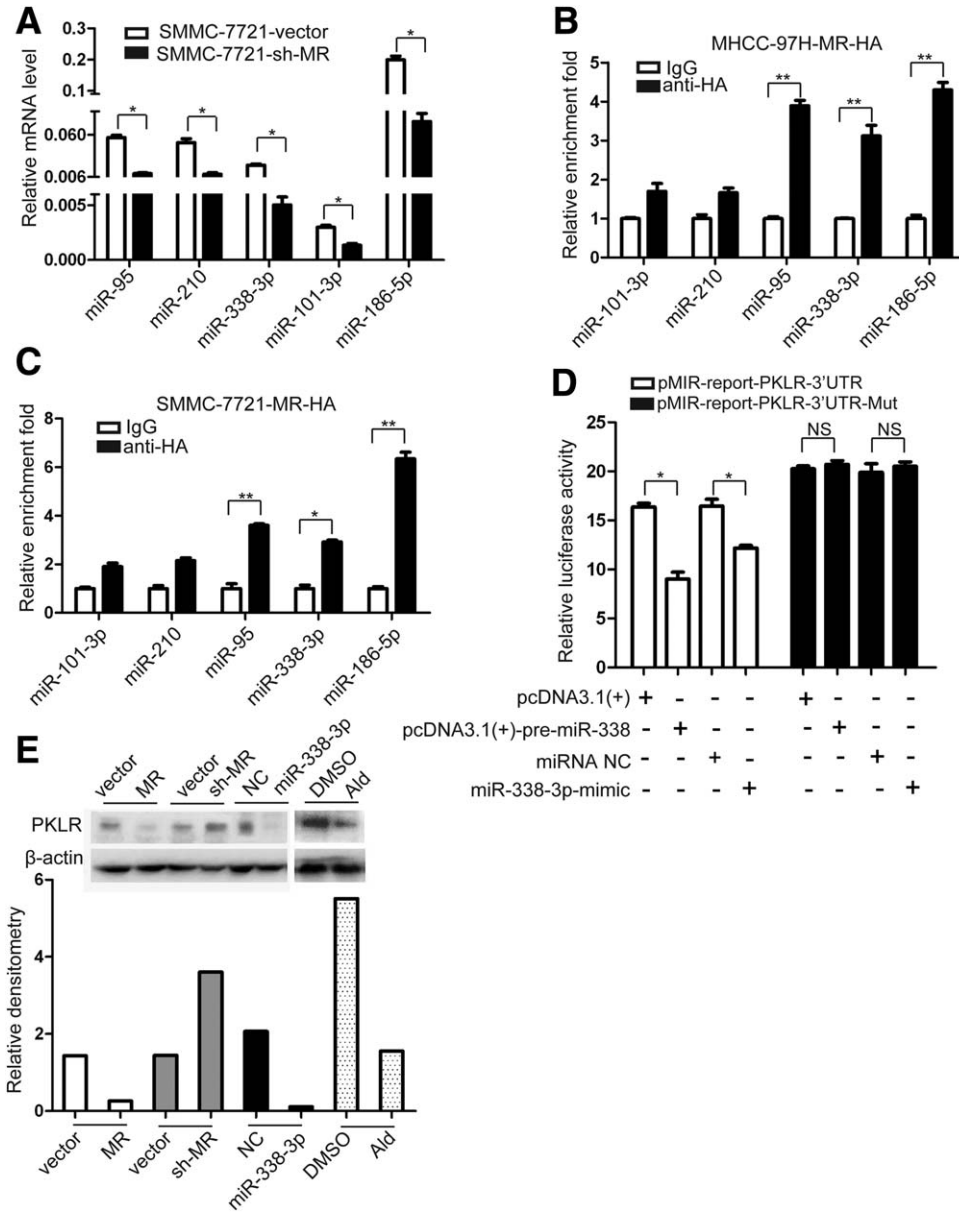 A
SMMC-7721-vector
SMMC-7721-sh-MR
Relative mRNA level
0.3
0.2
0.1
0.060
0.006
0.005
0.000
*
*
*
*
*
miR-95
miR-210
miR-338-3p
miR-101-3p
miR-186-5p
B
MHCC-97H-MR-HA
IgG
anti-HA
Relative enrichment fold
5
4
3
2
1
0
**
**
**
miR-101-3p
miR-210
miR-95
miR-338-3p
miR-186-5p
C
SMMC-7721-MR-HA
IgG
anti-HA
Relative enrichment fold
8
6
4
2
0
**
*
**
miR-101-3p
miR-210
miR-95
miR-338-3p
miR-186-5p
D
pMIR-report-PKLR-3'UTR
pMIR-report-PKLR-3'UTR-Mut
Relative luciferase activity
25
20
15
10
5
0
*
*
NS
NS
pcDNA3.1(+) + - - - + - - -
pcDNA3.1(+)-pre-miR-338 - + - - - + - -
miRNA NC - - + - - - + -
miR-338-3p-mimic - - - + - - - +
E
vector
MR
vector
sh-MR
NC
miR-338-3p
DMSO
Ald
PKLR
β-actin
Relative densitometry
6
4
2
0
vector
MR
vector
sh-MR
NC
miR-338-3p
DMSO
Ald